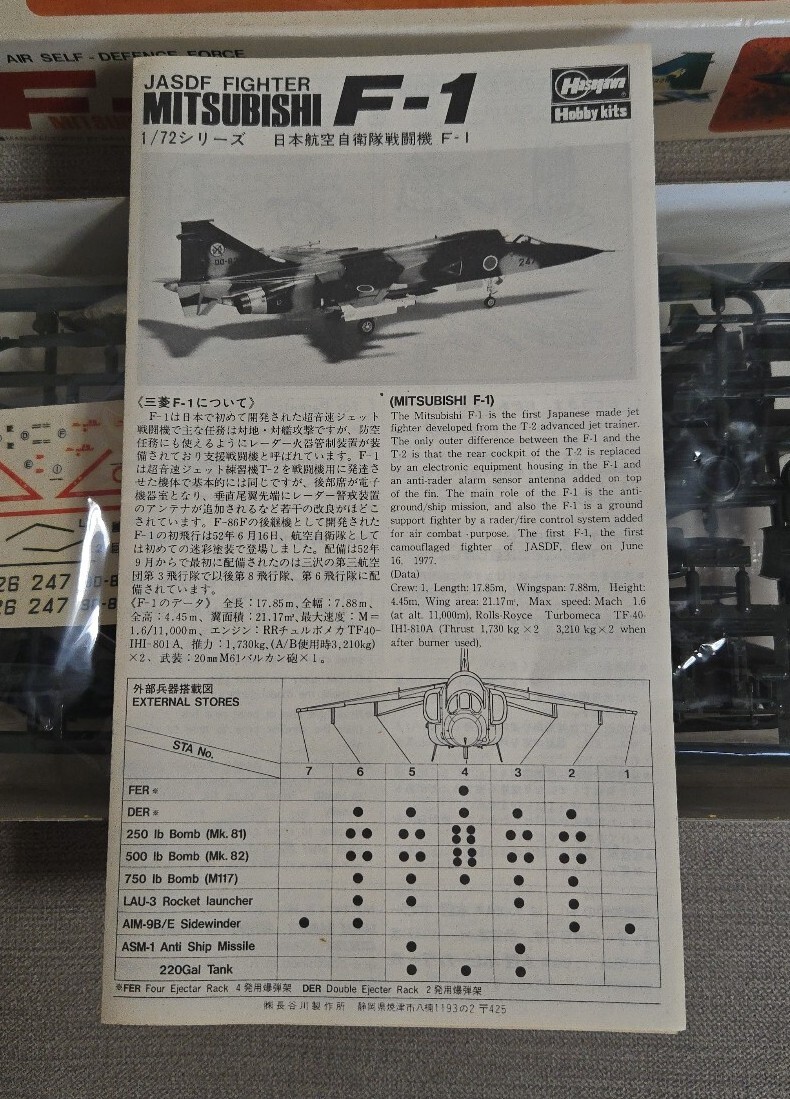 AIR SELF-DEFENCE FORCE
JASDF FIGHTER
MITSUBISHI F-1
Hasegawa
Hobby kits
1/72シリーズ 日本航空自衛隊戦闘機 F-1
247
《三菱F-1について》
F-1は日本で初めて開発された超音速ジェット
戦闘機で主な任務は対地・対艦攻撃ですが、防空
任務にも使えるようにレーダー火器管制装置が装
備されており支援戦闘機と呼ばれています。F-1
は超音速ジェット練習機T-2を戦闘機用に発達さ
せた機体で基本的には同じですが、後部席が電子
機器室となり、垂直尾翼先端にレーダー警戒装置
のアンテナが追加されるなど若干の改良がほどこ
されています。F-86Fの後継機として開発された
F-1の初飛行は52年6月16日、航空自衛隊として
は初めての迷彩塗装で登場しました。配備は52年
9月から最初に配備されたのは三沢の第三航空
団第3飛行隊で以後第8飛行隊、第6飛行隊に配
備されています。
《F-1のデータ》 全長:17.85m、全幅:7.88m、
全高:4.45m、翼面積:21.17㎡、最大速度:M=
1.6/11,000m、エンジン:RRチュルボメカTF40-
IHI-801A、推力:1,730kg、(A/B使用時3,210kg)
×2、武装:20mmM61バルカン砲×1。
(MITSUBISHI F-1)
The Mitsubishi F-1 is the first Japanese made jet
fighter developed from the T-2 advanced jet trainer.
The only outer difference between the F-1 and the
T-2 is that the rear cockpit of the T-2 is replaced
by an electronic equipment housing in the F-1 and
an anti-rader alarm sensor antenna added on top
of the fin. The main role of the F-1 is the anti-
ground/ship mission, and also the F-1 is a ground
support fighter by a rader/fire control system added
for air combat -purpose. The first F-1, the first
camouflaged fighter of JASDF, flew on June
16, 1977.
(Data)
Crew: 1, Length: 17.85m, Wingspan: 7.88m, Height:
4.45m, Wing area: 21.17㎡, Max speed: Mach 1.6
(at alt. 11,000m), Rolls-Royce Turbomeca TF-40-
IHI-810A (Thrust 1,730 kg ×2 3,210 kg ×2 when
after burner used).
26 247
26 247
外部兵器搭載図
EXTERNAL STORES
STA No.
7 6 5 4 3 2 1
FER※
DER※
250 lb Bomb (Mk. 81)
500 lb Bomb (Mk. 82)
750 lb Bomb (M117)
LAU-3 Rocket launcher
AIM-9B/E Sidewinder
ASM-1 Anti Ship Missile
220Gal Tank
※FER Four Ejectar Rack 4発用爆弾架 DER Double Ejecter Rack 2発用爆弾架
㈱長谷川製作所 静岡県焼津市八楠1193の2 〒425